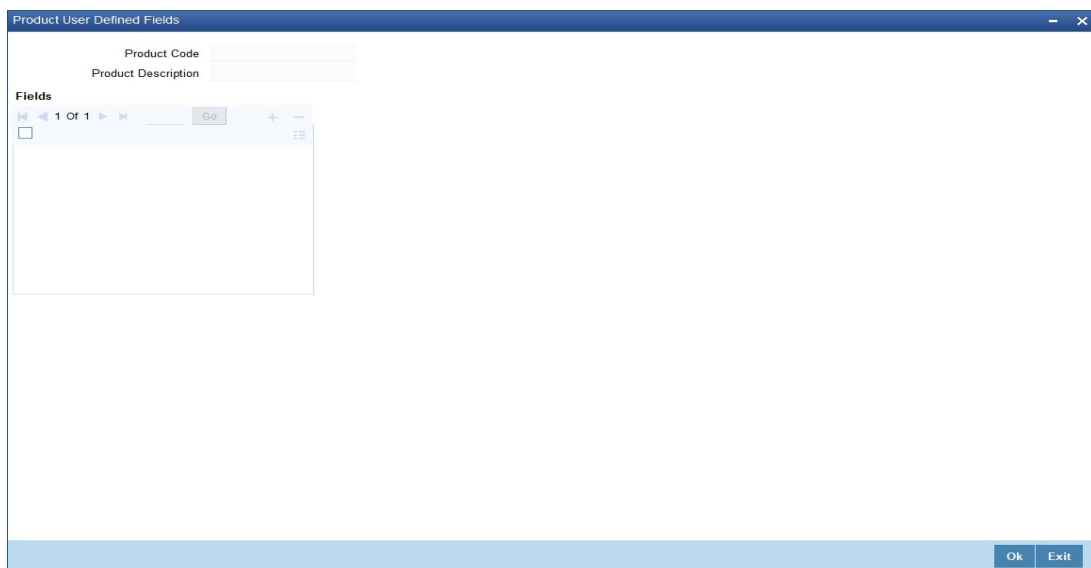 Product User Defined Fields
Product Code
Product Description
Fields
1 Of 1 Go
Ok Exit